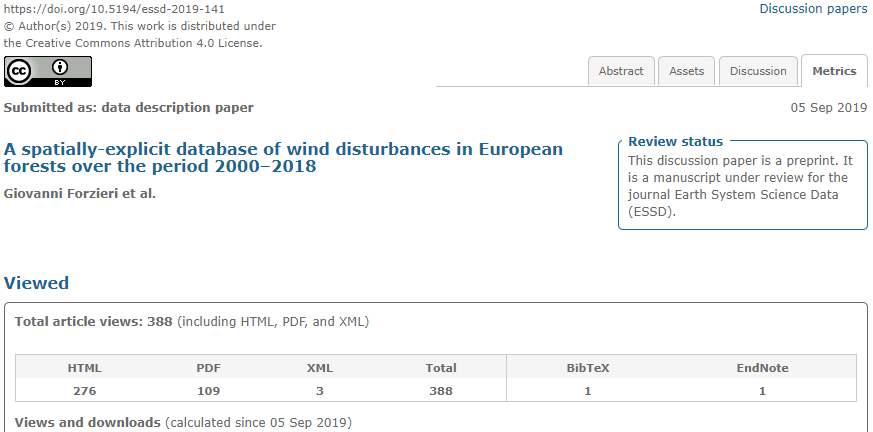 https://doi.org/10.5194/essd-2019-141
Discussion papers
© Author(s) 2019. This work is distributed under
the Creative Commons Attribution 4.0 License.
cc
BY
Abstract
Assets
Discussion
Metrics
Submitted as: data description paper
05 Sep 2019
A spatially-explicit database of wind disturbances in European
forests over the period 2000–2018
Giovanni Forzieri et al.
Review status
This discussion paper is a preprint. It
is a manuscript under review for the
journal Earth System Science Data
(ESSD).
Viewed
Total article views: 388 (including HTML, PDF, and XML)
HTML PDF XML Total BibTeX EndNote
276 109 3 388 1 1
Views and downloads (calculated since 05 Sep 2019)